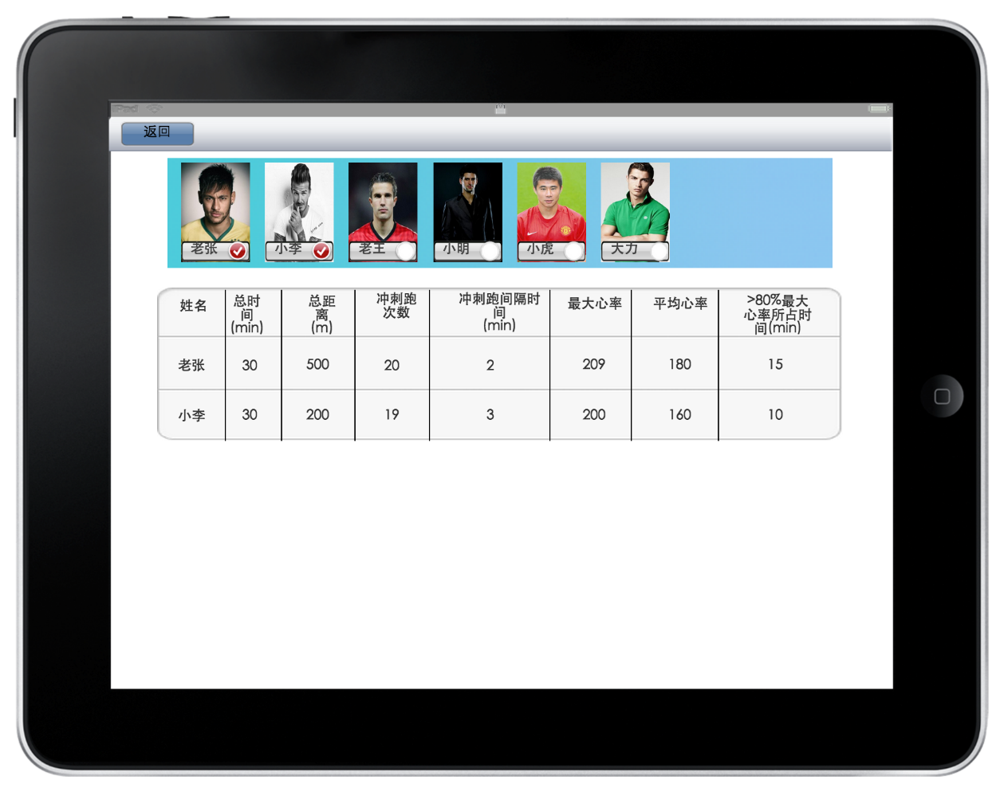 iPad
返回
老张
小李
老王
小明
小虎
大力
姓名
总时
间
(min)
总距
离
(m)
冲刺跑
次数
冲刺跑间隔时
间
(min)
最大心率
平均心率
>80%最大
心率所占时
间(min)
老张 30 500 20 2 209 180 15
小李 30 200 19 3 200 160 10